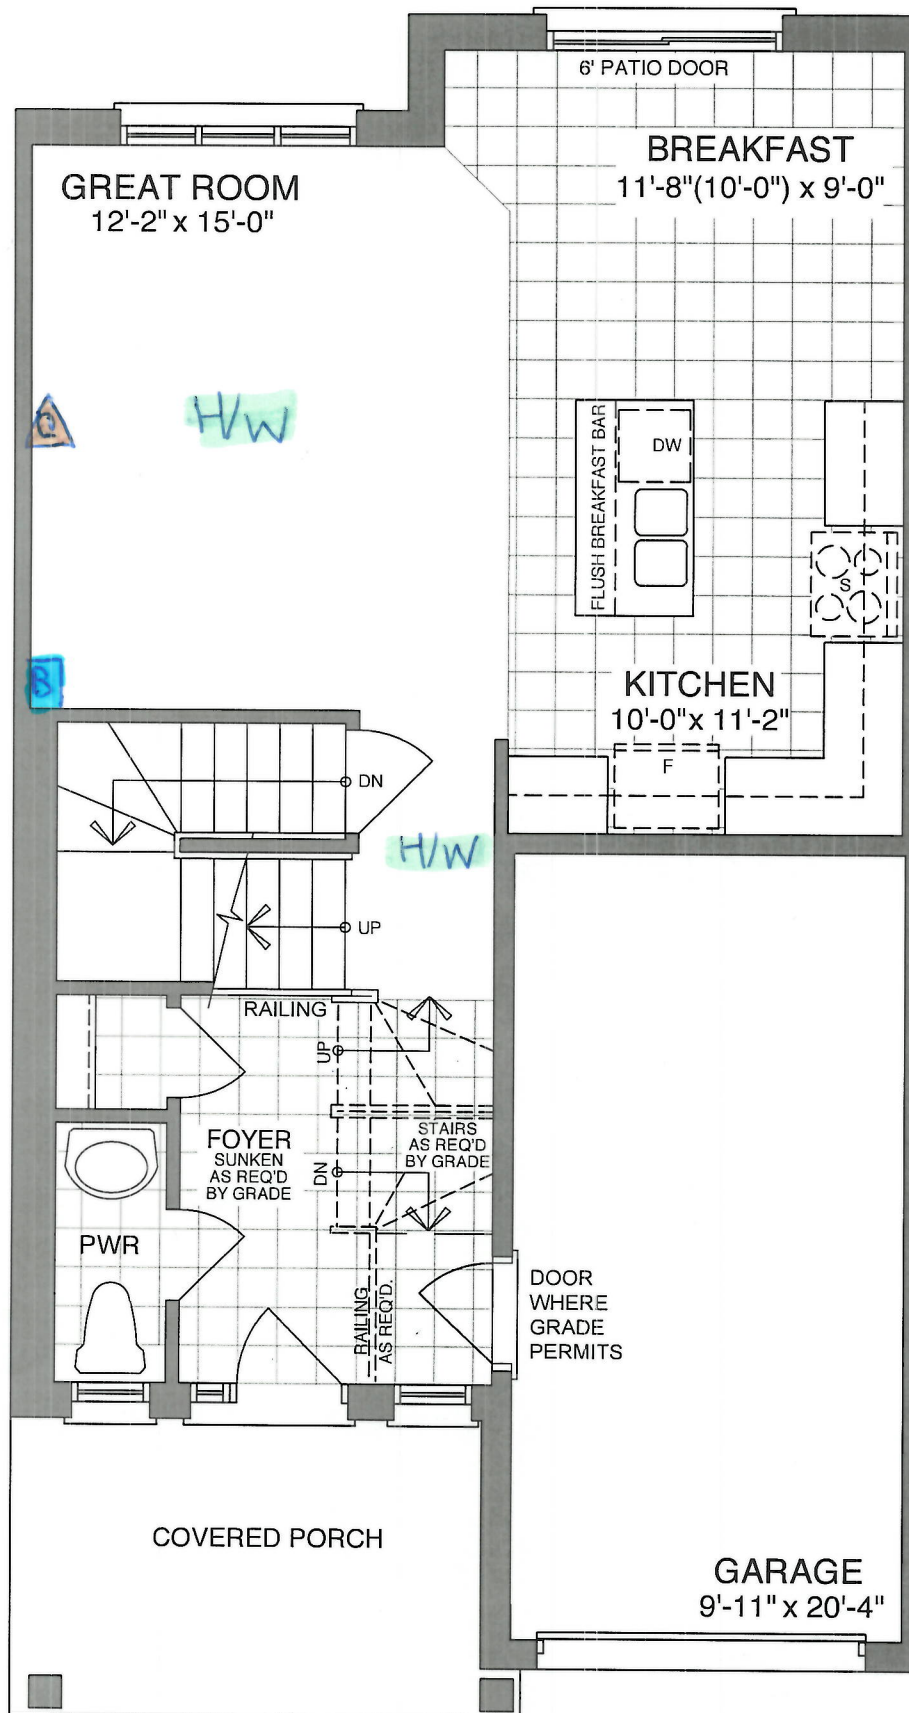 6' PATIO DOOR
BREAKFAST
11'-8"(10'-0") x 9'-0"
GREAT ROOM
12'-2" x 15'-0"
H/W
FLUSH BREAKFAST BAR
DW
S
B
KITCHEN
10'-0" x 11'-2"
F
DN
H/W
UP
RAILING
UP
FOYER
SUNKEN
AS REQ'D
BY GRADE
STAIRS
AS REQ'D
BY GRADE
DN
PWR
RAILING
AS REQ'D.
DOOR
WHERE
GRADE
PERMITS
COVERED PORCH
GARAGE
9'-11" x 20'-4"